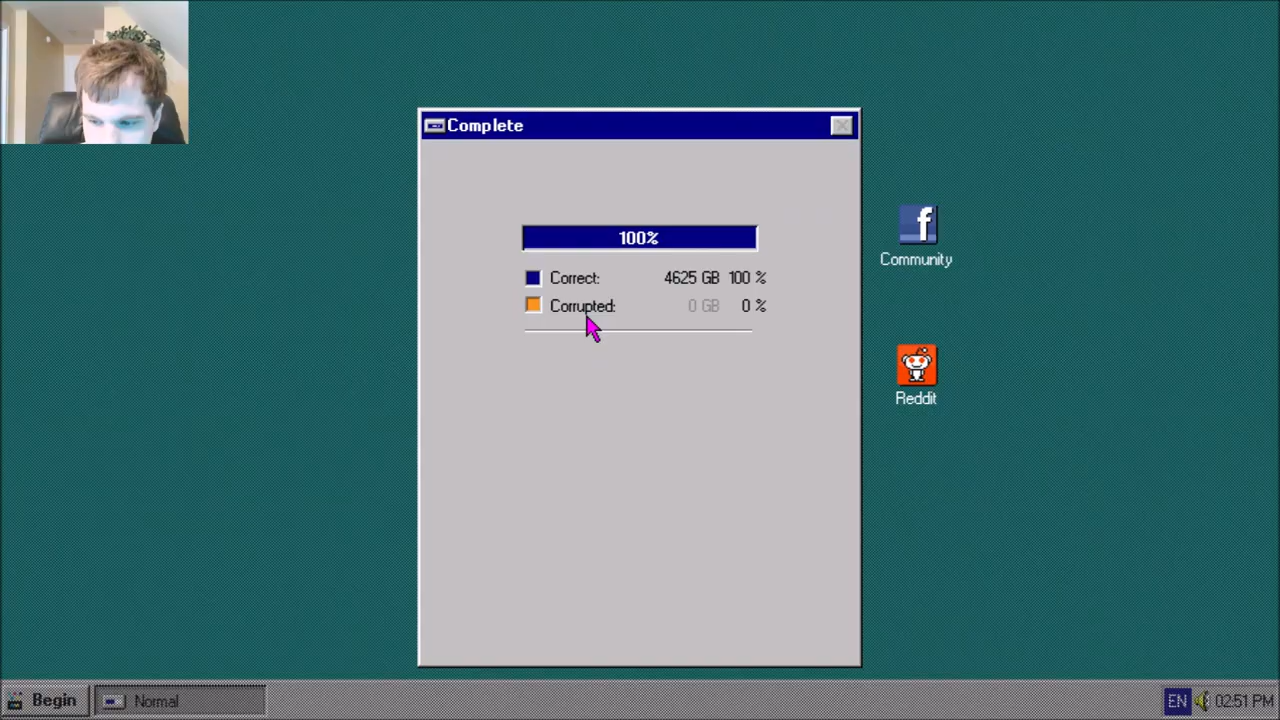 Complete
100%
Correct: 4625 GB 100 %
Corrupted: 0 GB 0 %
f
Community
Reddit
Begin
Normal
EN 02:51 PM